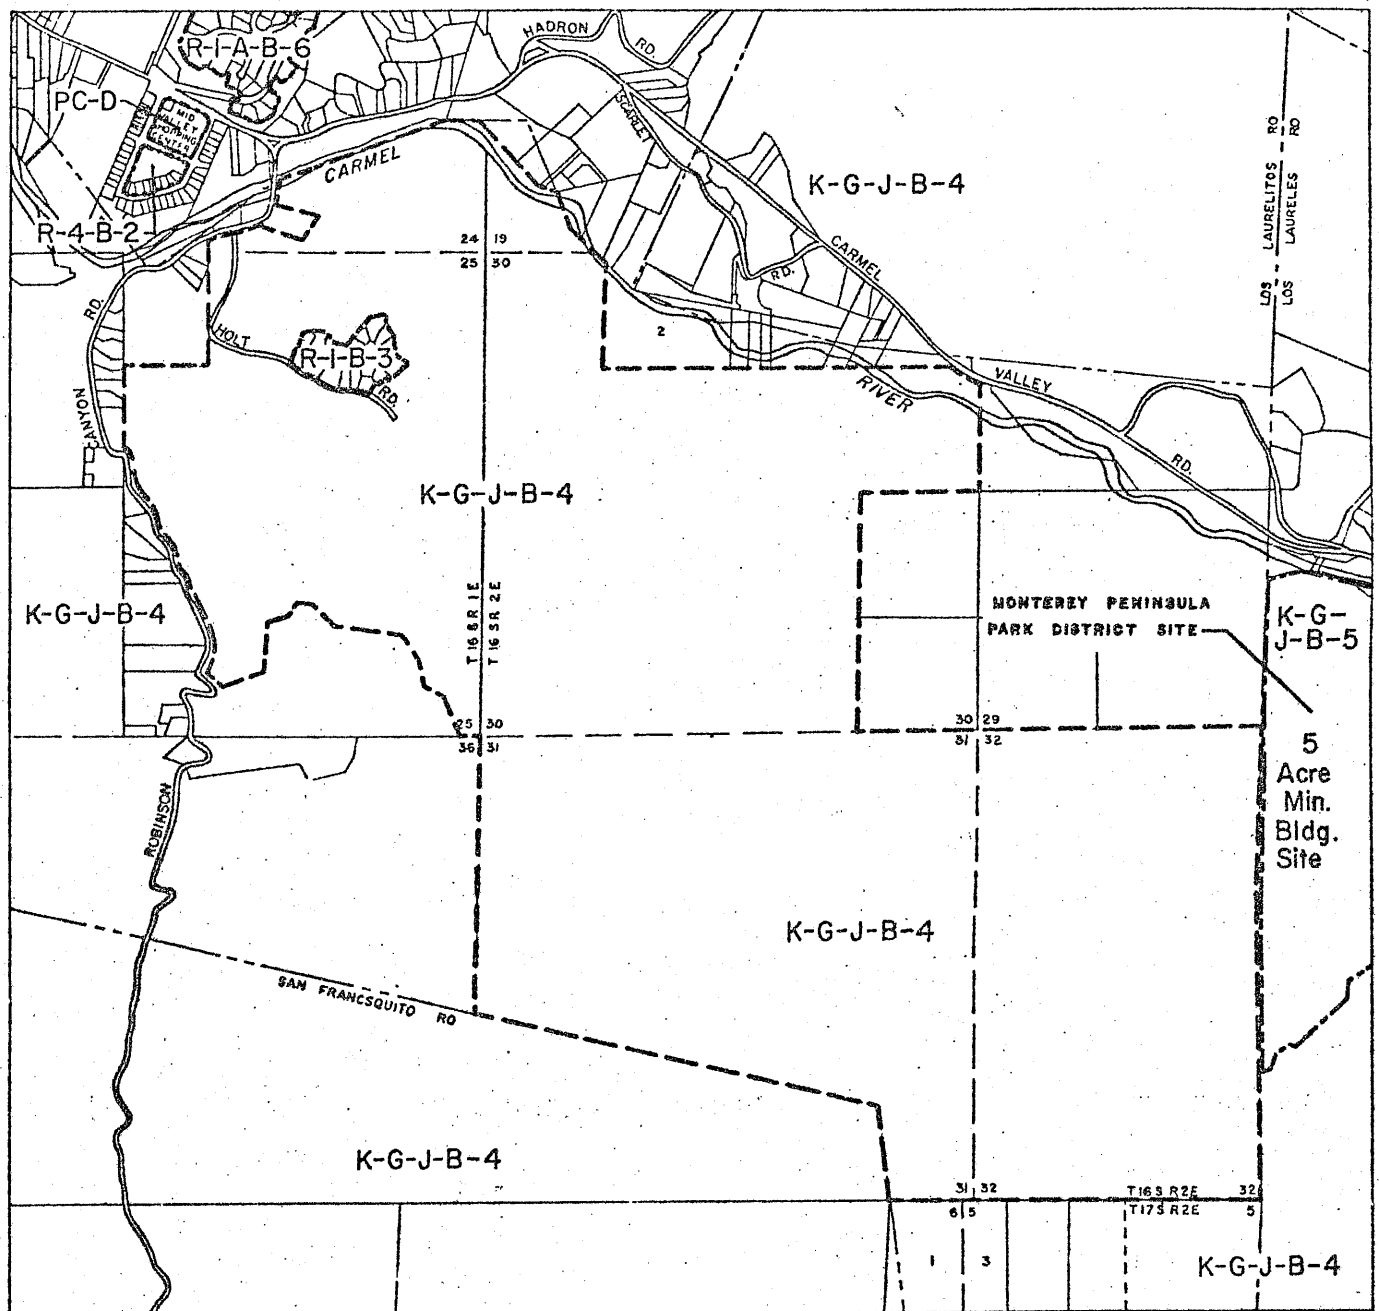 R-1-A-B-6
HADRON
RD.
PC-D
MID
VALLEY
SHOPPING
CENTER
SCARLET
RD.
CARMEL
R-4-B-2
K-G-J-B-4
LOS LAURELITOS RO
LOS LAURELES RO
24 19
25 30
CARMEL
VALLEY
RD.
RIVER
2
HOLT
RD.
R-1-B-3
RD.
CANYON
ROBINSON
K-G-J-B-4
T 16 S R 1 E
T 16 S R 2 E
K-G-J-B-4
MONTEREY PENINSULA
PARK DISTRICT SITE
K-G-
J-B-5
25 30
36 31
30 29
31 32
5
Acre
Min.
Bldg.
Site
K-G-J-B-4
SAN FRANCSQUITO RO
K-G-J-B-4
31 32
6 5
T16S R2E
T17S R2E
32
5
1
3
K-G-J-B-4